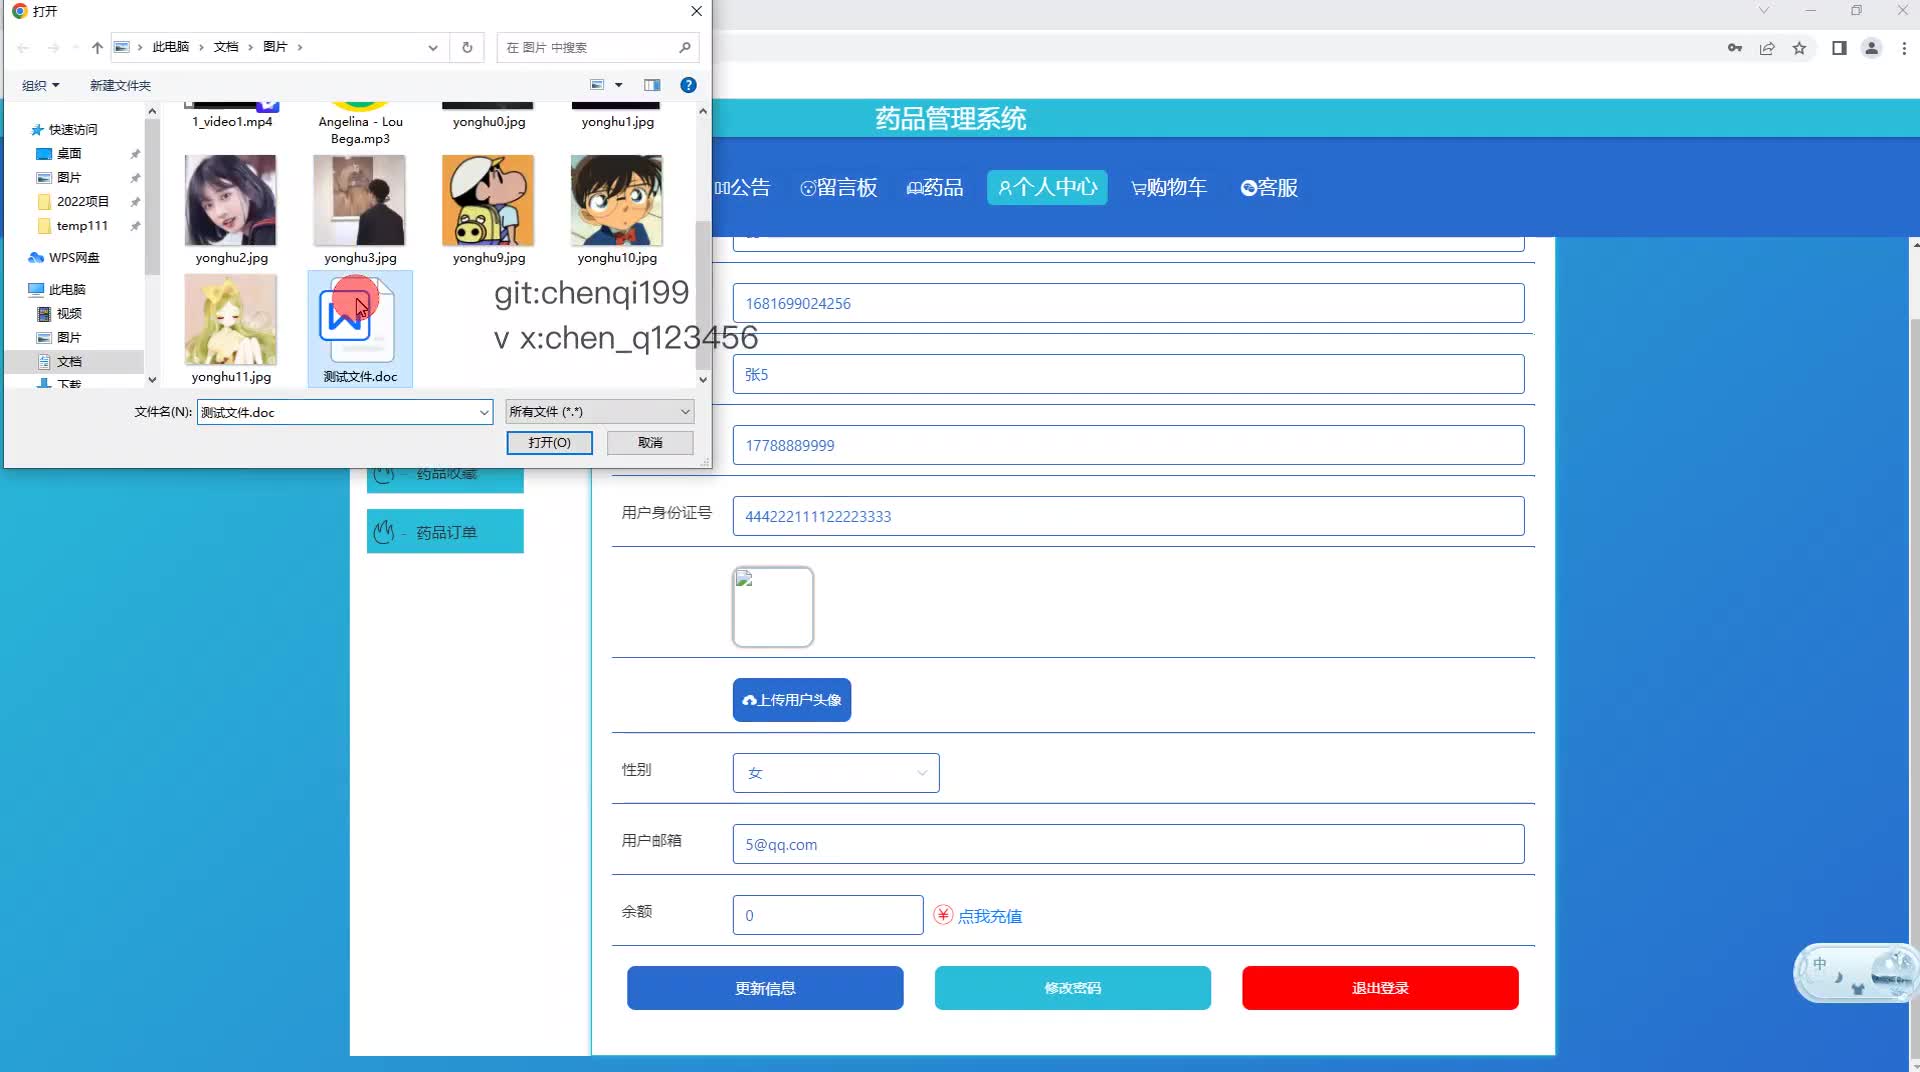 打开
此电脑 › 文档 › 图片 ›
在 图片 中搜索
组织
新建文件夹
快速访问
桌面
图片
2022项目
temp111
WPS网盘
此电脑
视频
图片
文档
下载
1_video1.mp4
Angelina - Lou Bega.mp3
yonghu0.jpg
yonghu1.jpg
yonghu2.jpg
yonghu3.jpg
yonghu9.jpg
yonghu10.jpg
yonghu11.jpg
测试文件.doc
文件名(N):
测试文件.doc
所有文件 (*.*)
打开(O)
取消
git:chenqi199
v x:chen_q123456
药品管理系统
公告
留言板
药品
个人中心
购物车
客服
药品收藏
- 药品订单
1681699024256
张5
17788889999
用户身份证号
444222111122223333
上传用户头像
性别
女
用户邮箱
5@qq.com
余额
0
点我充值
更新信息
修改密码
退出登录
中